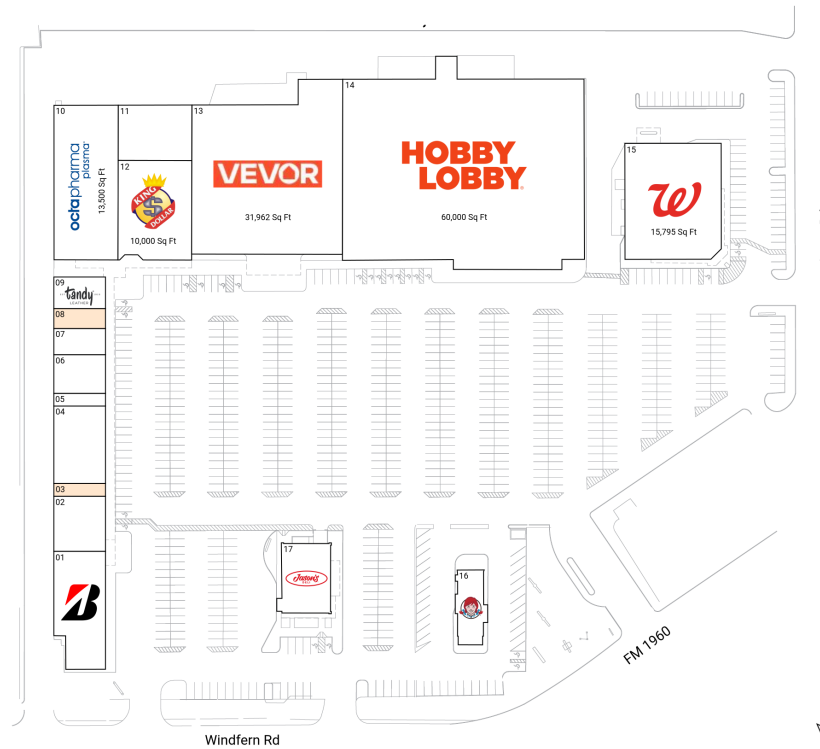 14
10
11
13
HOBBY
LOBBY
15
octapharma
plasma
13,500 Sq Ft
12
KING
$
DOLLAR
VEVOR
W
31,962 Sq Ft
60,000 Sq Ft
15,795 Sq Ft
10,000 Sq Ft
09
tandy
LEATHER
08
07
06
05
04
03
02
01
B
17
Jason's
deli
16
FM 1960
Windfern Rd